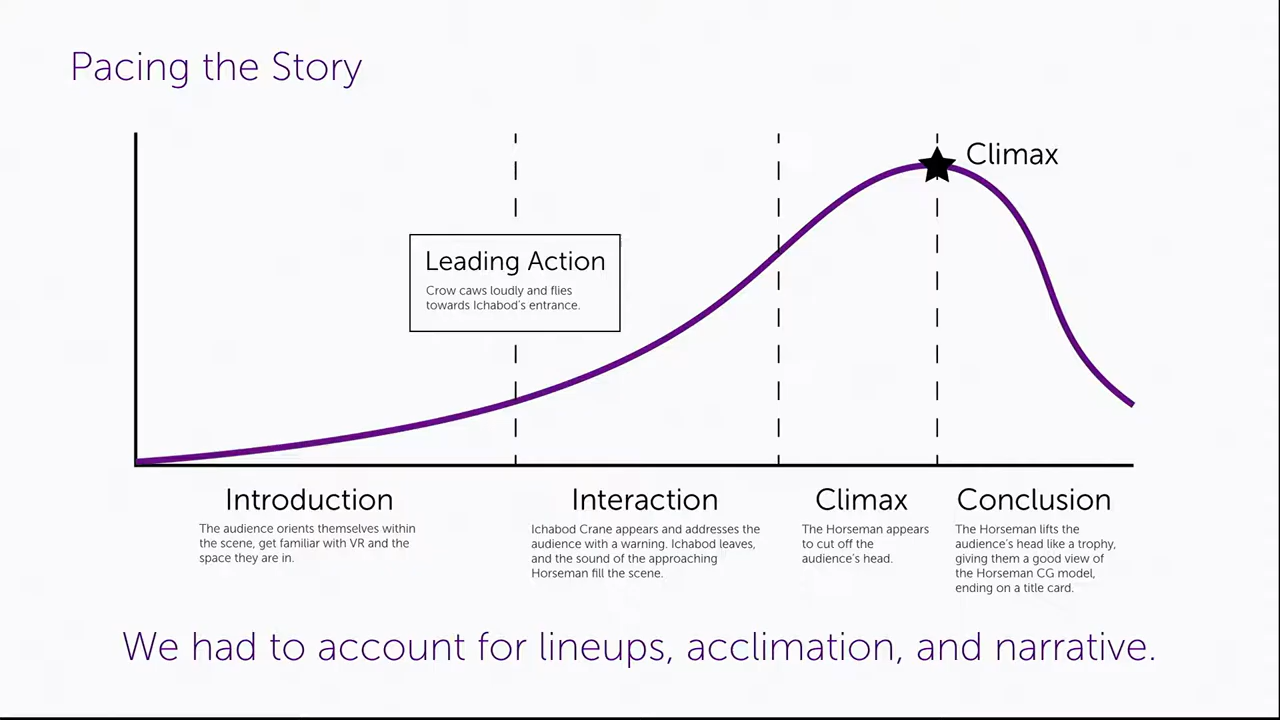 Pacing the Story
Climax
Leading Action
Crow caws loudly and flies
towards Ichabod's entrance.
Introduction
The audience orients themselves within
the scene, get familiar with VR and the
space they are in.
Interaction
Ichabod Crane appears and addresses the
audience with a warning. Ichabod leaves,
and the sound of the approaching
Horseman fill the scene.
Climax
The Horseman appears
to cut off the
audience's head.
Conclusion
The Horseman lifts the
audience's head like a trophy,
giving them a good view of
the Horseman CG model,
ending on a title card.
We had to account for lineups, acclimation, and narrative.